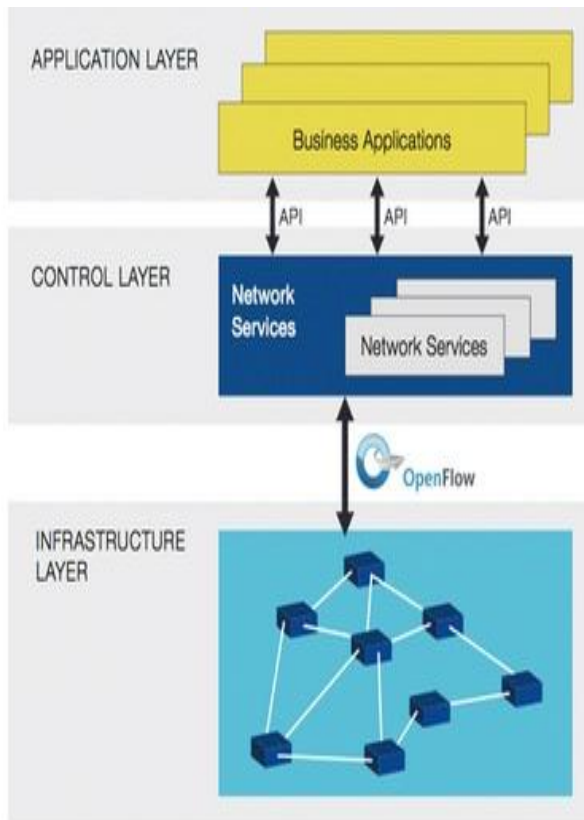 APPLICATION LAYER
Business Applications
API
API
API
CONTROL LAYER
Network
Services
Network Services
OpenFlow
INFRASTRUCTURE
LAYER